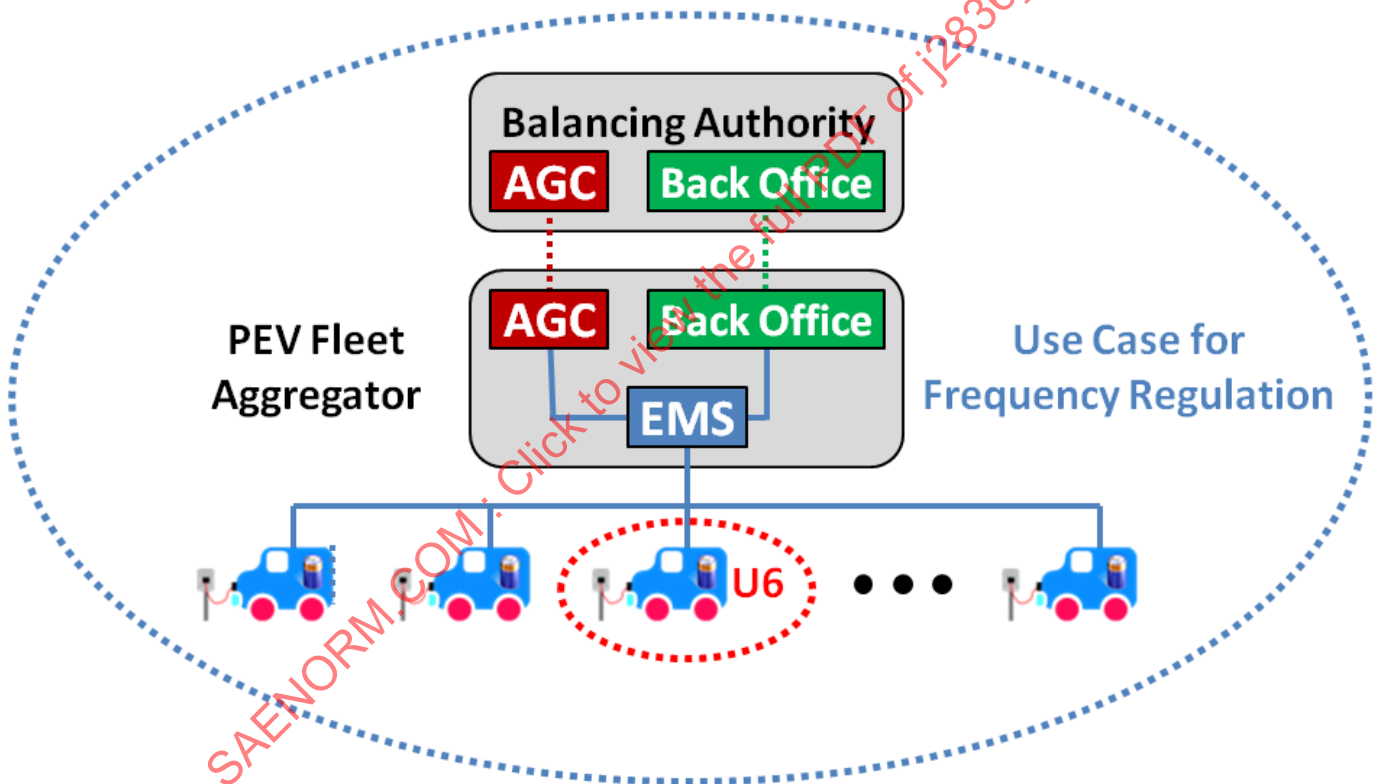 Balancing Authority
AGC
Back Office
AGC
Back Office
PEV Fleet
Aggregator
EMS
Use Case for
Frequency Regulation
U6
SAENORM.COM : Click to view the full PDF of j2836